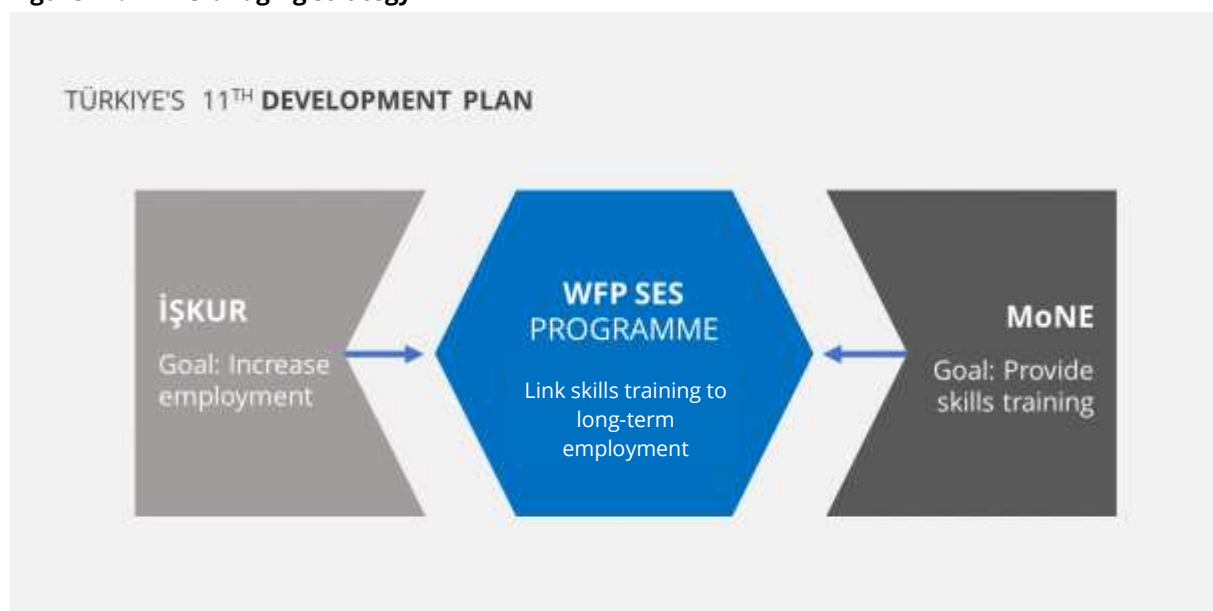 TÜRKIYE'S 11TH DEVELOPMENT PLAN
İŞKUR
Goal: Increase
employment
WFP SES
PROGRAMME
Link skills training to
long-term
employment
MoNE
Goal: Provide
skills training